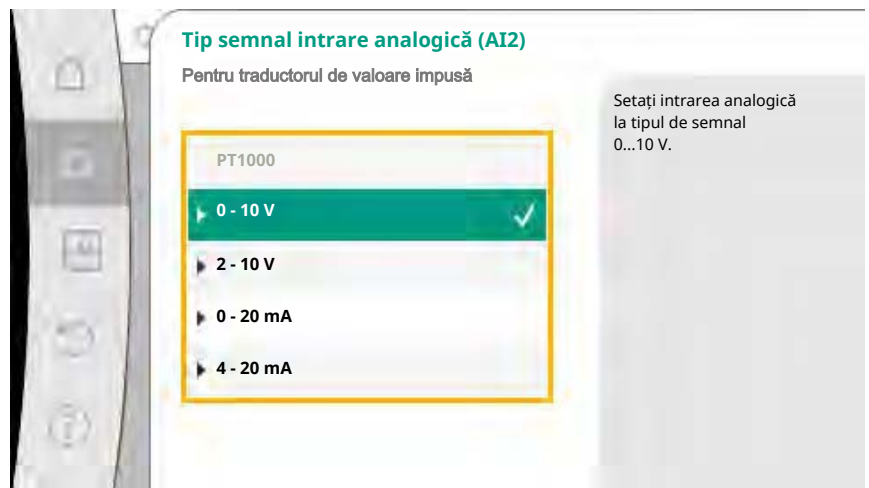 Tip semnal intrare analogică (AI2)
Pentru traductorul de valoare impusă
PT1000
0 - 10 V
2 - 10 V
0 - 20 mA
4 - 20 mA
Setați intrarea analogică
la tipul de semnal
0...10 V.